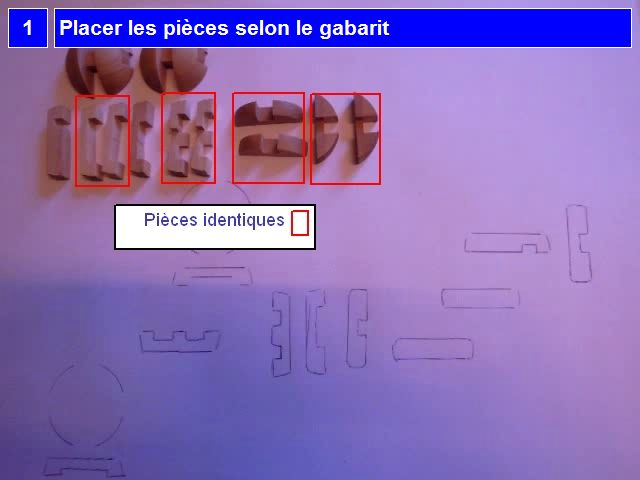 1 Placer les pièces selon le gabarit
Pièces identiques